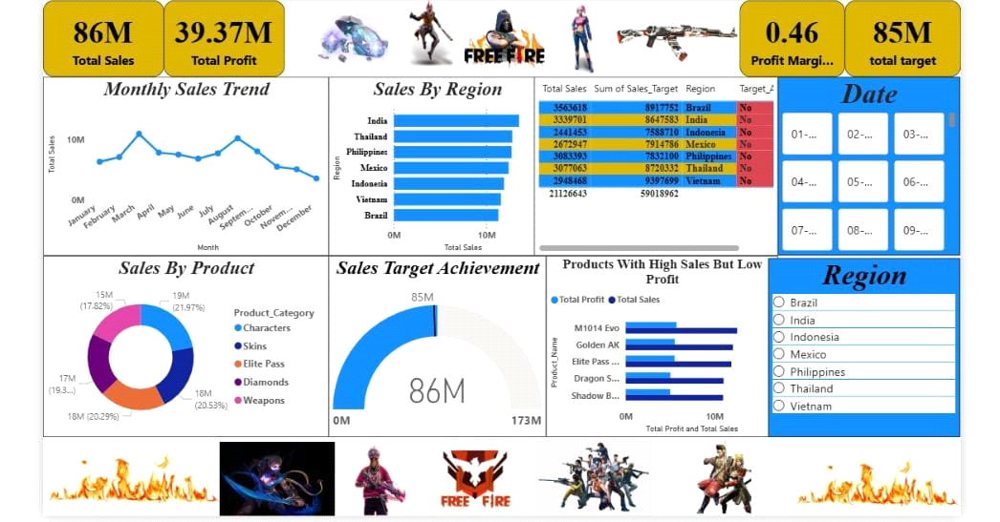 86M
Total Sales
39.37M
Total Profit
FREE FIRE
0.46
Profit Margi...
85M
total target
Monthly Sales Trend
Total Sales
10M
0M
January
February
March
April
May
June
July
August
Septem...
October
Novem...
December
Month
Sales By Region
Region
India
Thailand
Philippines
Mexico
Indonesia
Vietnam
Brazil
0M 10M
Total Sales
Total Sales Sum of Sales_Target Region Target_A
3563618 8917752 Brazil No
3339701 8647583 India No
2441453 7588710 Indonesia No
2672947 7914786 Mexico No
3083393 7832100 Philippines No
3077063 8720332 Thailand No
2948468 9397699 Vietnam No
21126643 59018962
Date
01-... 02-... 03-...
04-... 05-... 06-...
07-... 08-... 09-...
Sales By Product
15M
(17.82%)
19M
(21.97%)
17M
(19.3...)
18M
(20.53%)
18M (20.29%)
Product_Category
Characters
Skins
Elite Pass
Diamonds
Weapons
Sales Target Achievement
85M
86M
0M 173M
Products With High Sales But Low
Profit
Total Profit Total Sales
Product_Name
M1014 Evo
Golden AK
Elite Pass ...
Dragon S...
Shadow B...
0M 10M
Total Profit and Total Sales
Region
Brazil
India
Indonesia
Mexico
Philippines
Thailand
Vietnam
FREE FIRE